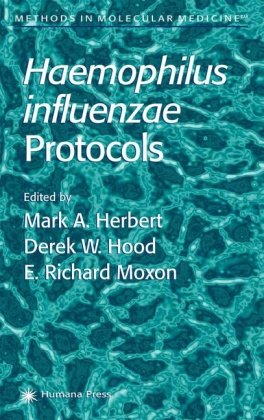 METHODS IN MOLECULAR MEDICINE™
Haemophilus
influenzae
Protocols
Edited by
Mark A. Herbert
Derek W. Hood
E. Richard Moxon
Humana Press